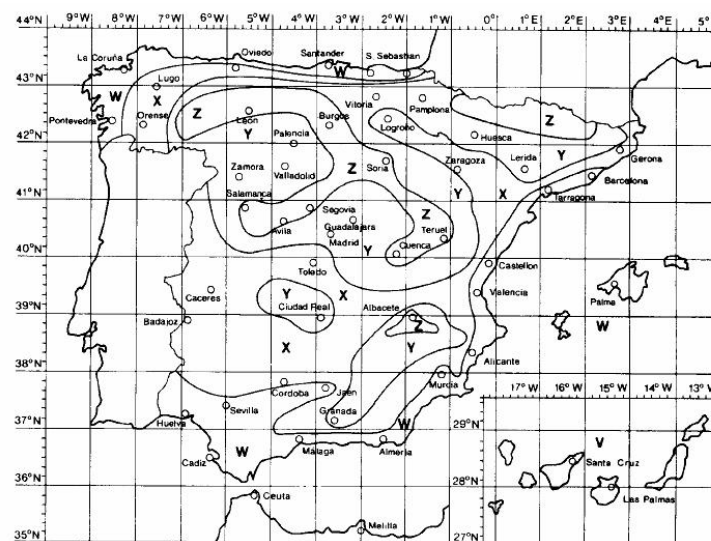 44°N
43°N
42°N
41°N
40°N
39°N
38°N
37°N
36°N
35°N
La Coruña
Oviedo
Santander
S. Sebastian
Lugo
W
W
X
Pontevedra
Orense
Z
León
Y
Palencia
Burgos
Vitoria
Pamplona
Logroño
Huesca
Z
Y
Gerona
Zamora
Valladolid
Z
Soria
Zaragoza
Lerida
Barcelona
Salamanca
Y
X
Tarragona
Segovia
Avila
Guadalajara
Madrid
Z
Teruel
Y
Cuenca
Toledo
Castellon
Caceres
Y
Ciudad Real
X
Albacete
Valencia
Palma
W
Badajoz
Z
X
Y
Alicante
Cordoba
Jaen
Murcia
Sevilla
Granada
Huelva
W
W
Cadiz
Málaga
Almeria
Ceuta
Melilla
9°W
8°W
7°W
6°W
5°W
4°W
3°W
2°W
1°W
0°
1°E
2°E
3°E
4°E
17°W
16°W
15°W
14°W
13°W
29°N
28°N
27°N
V
Santa Cruz
Las Palmas